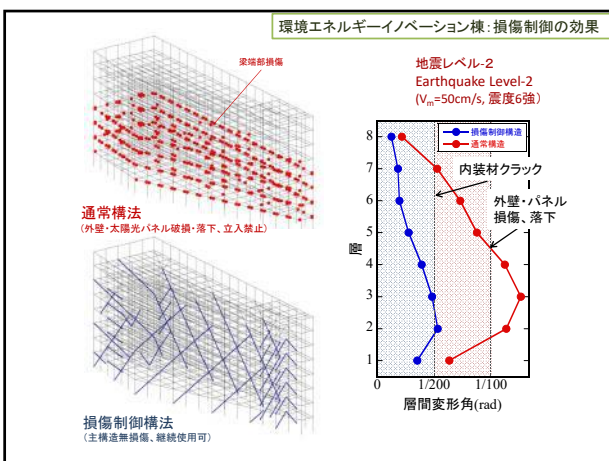 環境エネルギーイノベーション棟:損傷制御の効果
梁端部損傷
通常構法
(外壁・太陽光パネル破損・落下、立入禁止)
損傷制御構法
(主構造無損傷、継続使用可)
地震レベル-2
Earthquake Level-2
(Vm=50cm/s, 震度6強)
損傷制御構造
通常構造
内装材クラック
外壁・パネル
損傷、落下
層
8
7
6
5
4
3
2
1
0 1/200 1/100
層間変形角(rad)